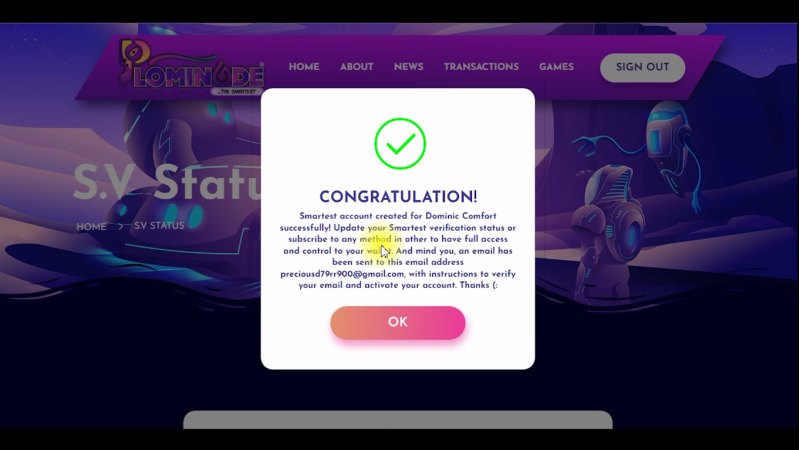 PLOMINODE
...THE SMARTEST
HOME
ABOUT
NEWS
TRANSACTIONS
GAMES
SIGN OUT
S.V Statu
HOME > S.V STATUS
CONGRATULATION!
Smartest account created for Dominic Comfort
successfully! Update your Smartest verification status or
subscribe to any method in other to have full access
and control to your wallet. And mind you, an email has
been sent to this email address
preciousd79rr900@gmail.com, with instructions to verify
your email and activate your account. Thanks (:
OK